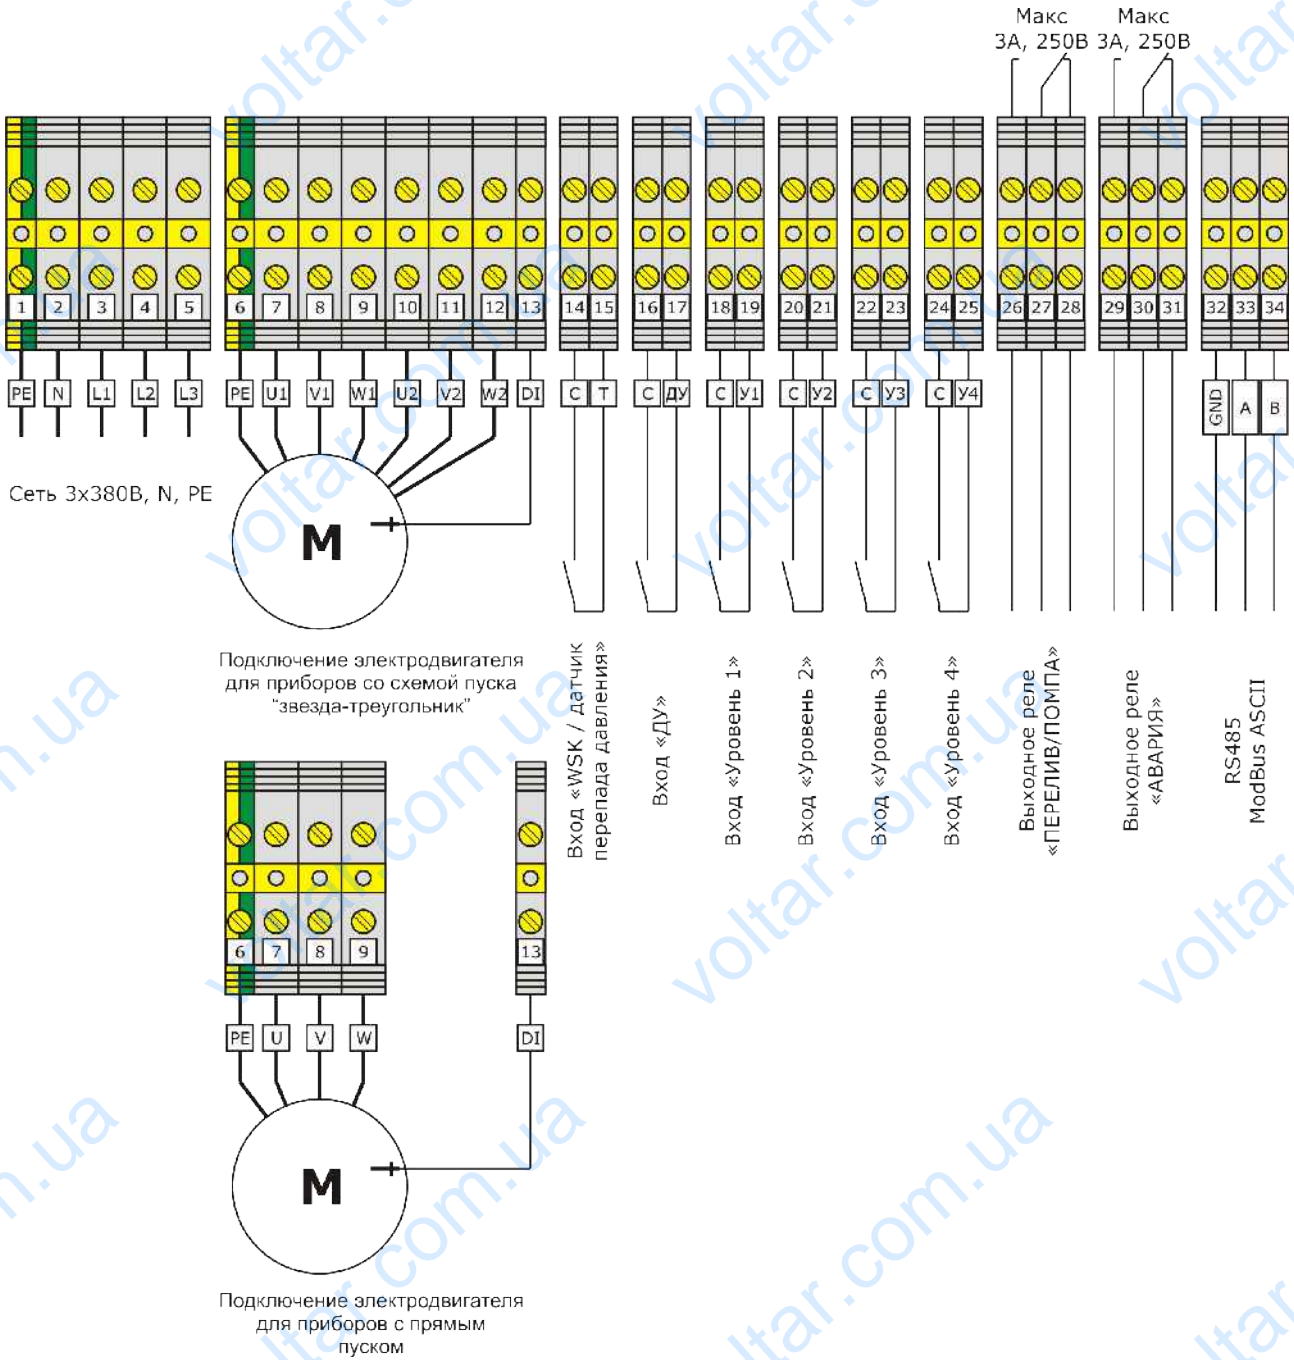 Макс Макс
3А, 250В 3А, 250В
1 2 3 4 5 6 7 8 9 10 11 12 13 14 15 16 17 18 19 20 21 22 23 24 25 26 27 28 29 30 31 32 33 34
PE N L1 L2 L3 PE U1 V1 W1 U2 V2 W2 DI С Т С ДУ С У1 С У2 С У3 С У4 GND A B
Сеть 3х380В, N, PE
М
Подключение электродвигателя
для приборов со схемой пуска
"звезда-треугольник"
Вход «WSK / датчик
перепада давления»
Вход «ДУ»
Вход «Уровень 1»
Вход «Уровень 2»
Вход «Уровень 3»
Вход «Уровень 4»
Выходное реле
«ПЕРЕЛИВ/ПОМПА»
Выходное реле
«АВАРИЯ»
RS485
ModBus ASCII
6 7 8 9 13
PE U V W DI
М
Подключение электродвигателя
для приборов с прямым
пуском
voltar.com.ua